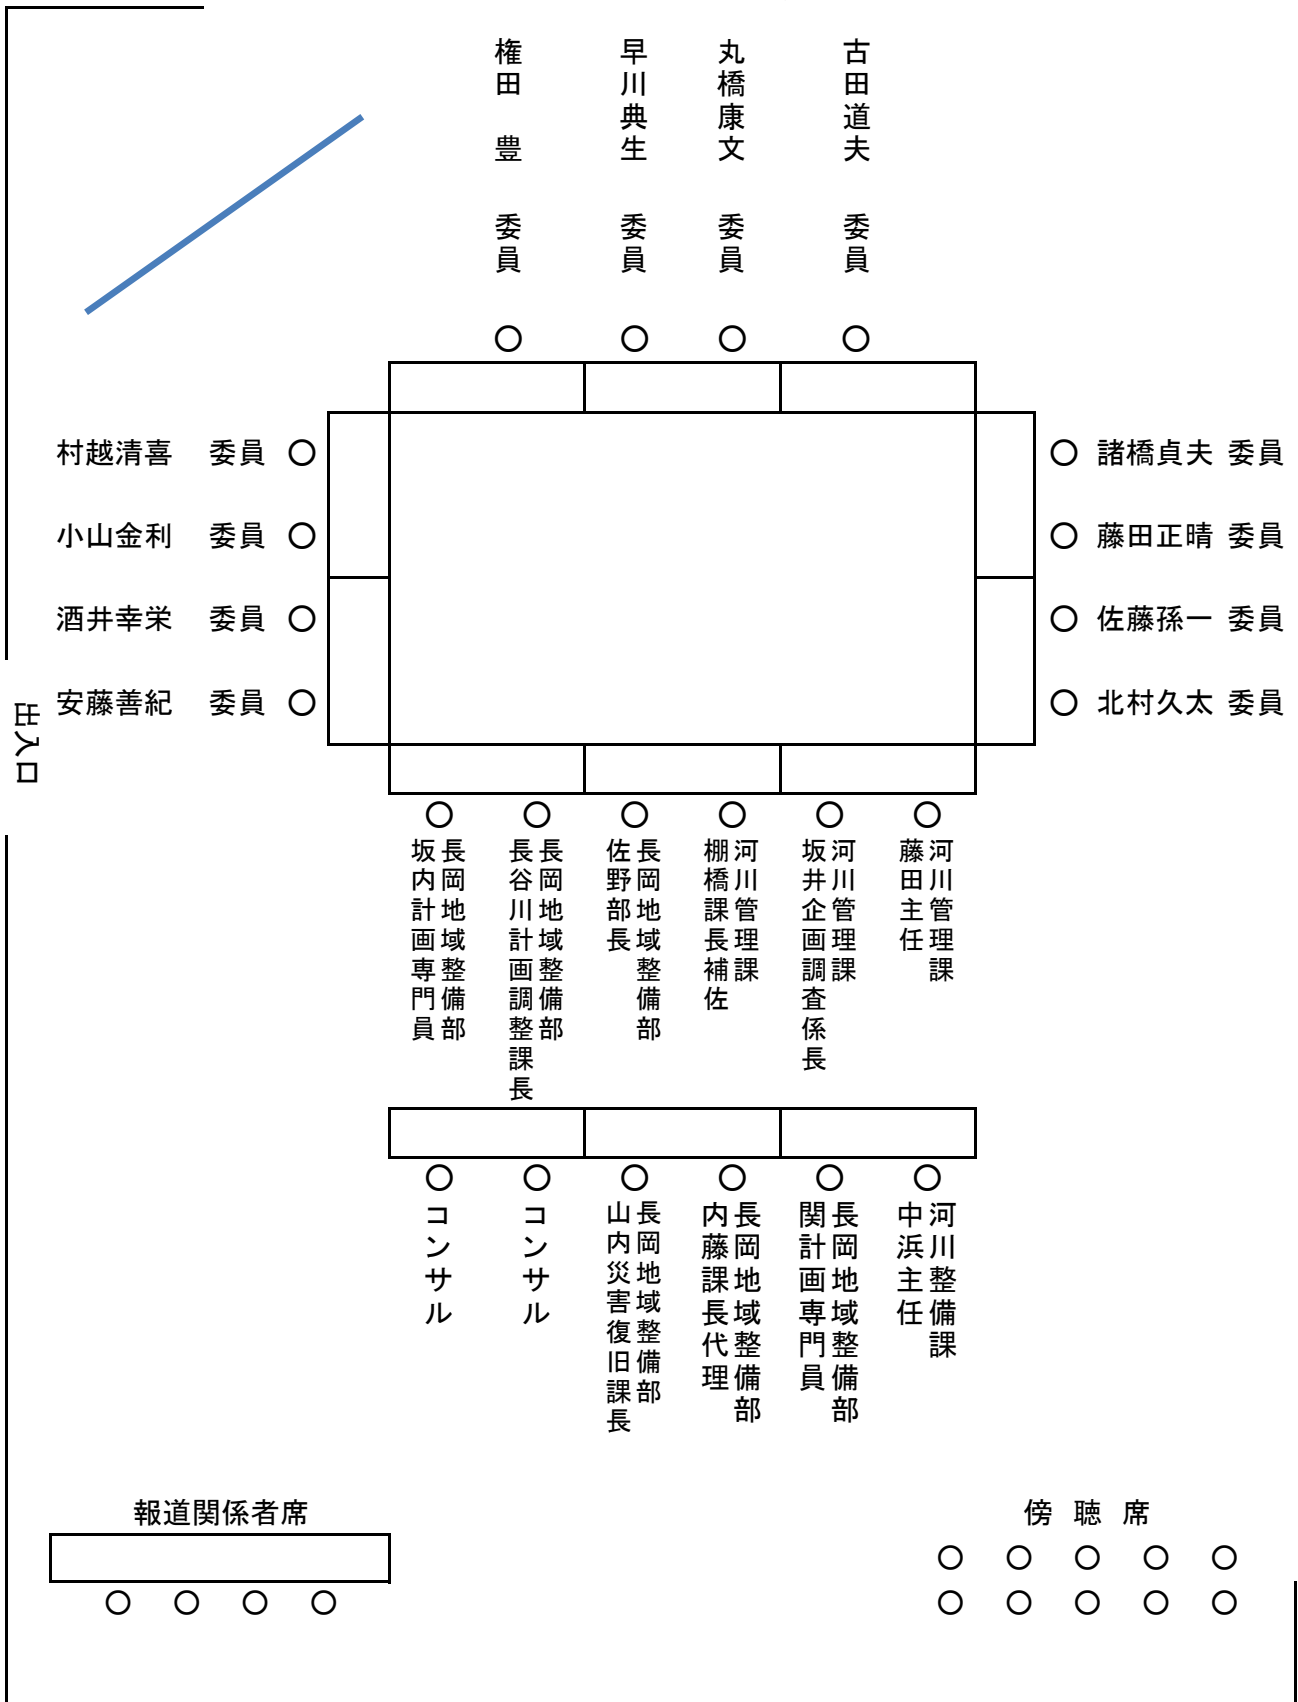 権田　豊　委員
早川典生　委員
丸橋康文　委員
古田道夫　委員
村越清喜　委員
小山金利　委員
酒井幸栄　委員
安藤善紀　委員
諸橋貞夫 委員
藤田正晴 委員
佐藤孫一 委員
北村久太 委員
出入口
長岡地域整備部
坂内計画専門員
長岡地域整備部
長谷川計画調整課長
長岡地域整備部
佐野部長
河川管理課
棚橋課長補佐
河川管理課
坂井企画調査係長
河川管理課
藤田主任
コンサル
コンサル
長岡地域整備部
山内災害復旧課長
長岡地域整備部
内藤課長代理
長岡地域整備部
関計画専門員
河川整備課
中浜主任
報道関係者席
傍 聴 席